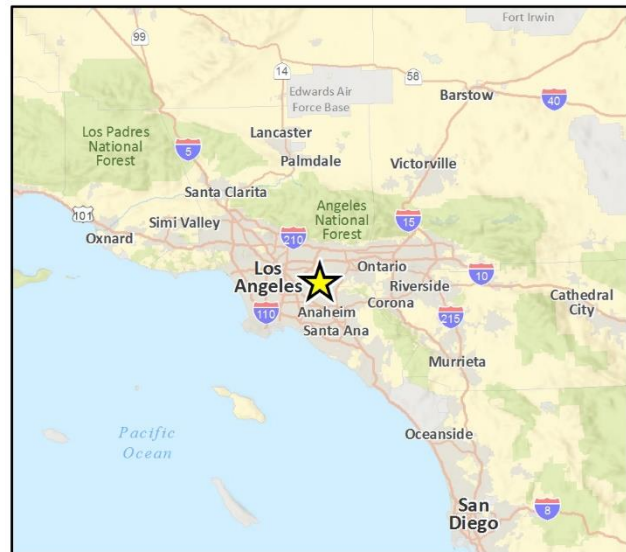 Fort Irwin
99
14
58
Edwards Air
Force Base
Barstow
40
Los Padres
National
Forest
Lancaster
5
Palmdale
Victorville
Santa Clarita
Angeles
National
Forest
101
Simi Valley
15
Oxnard
210
Los
Angeles
Ontario
10
Riverside
Cathedral
City
Corona
110
Anaheim
215
Santa Ana
Murrieta
Pacific
Ocean
Oceanside
San
Diego
8